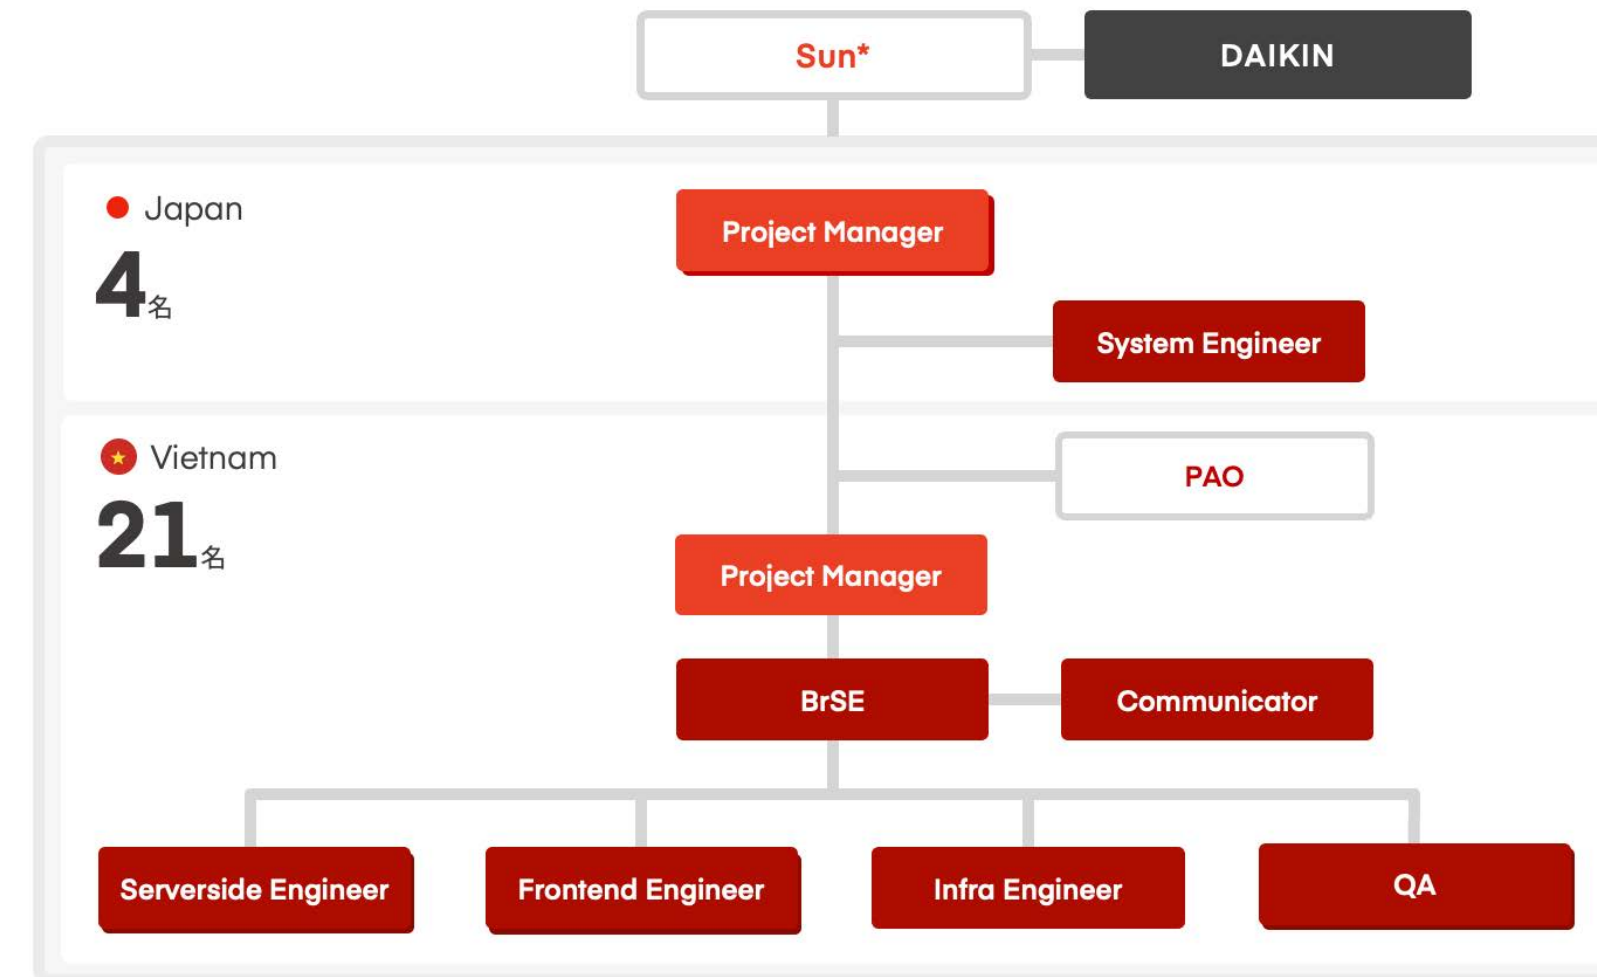 Sun*
DAIKIN
Japan
4名
Project Manager
System Engineer
Vietnam
21名
PAO
Project Manager
BrSE
Communicator
Serverside Engineer
Frontend Engineer
Infra Engineer
QA